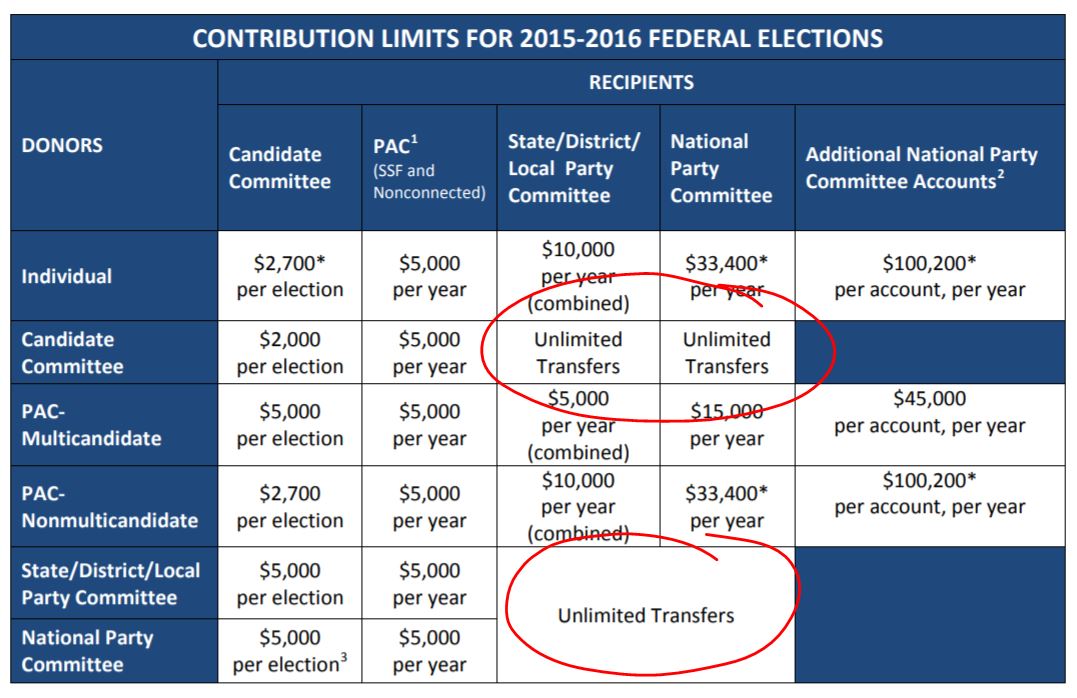 CONTRIBUTION LIMITS FOR 2015-2016 FEDERAL ELECTIONS
DONORS
RECIPIENTS
Candidate
Committee
PAC1
(SSF and
Nonconnected)
State/District/
Local Party
Committee
National
Party
Committee
Additional National Party
Committee Accounts2
Individual
$2,700*
per election
$5,000
per year
$10,000
per year
(combined)
$33,400*
per year
$100,200*
per account, per year
Candidate
Committee
$2,000
per election
$5,000
per year
Unlimited
Transfers
Unlimited
Transfers
PAC-
Multicandidate
$5,000
per election
$5,000
per year
$5,000
per year
(combined)
$15,000
per year
$45,000
per account, per year
PAC-
Nonmulticandidate
$2,700
per election
$5,000
per year
$10,000
per year
(combined)
$33,400*
per year
$100,200*
per account, per year
State/District/Local
Party Committee
$5,000
per election
$5,000
per year
Unlimited Transfers
National Party
Committee
$5,000
per election3
$5,000
per year